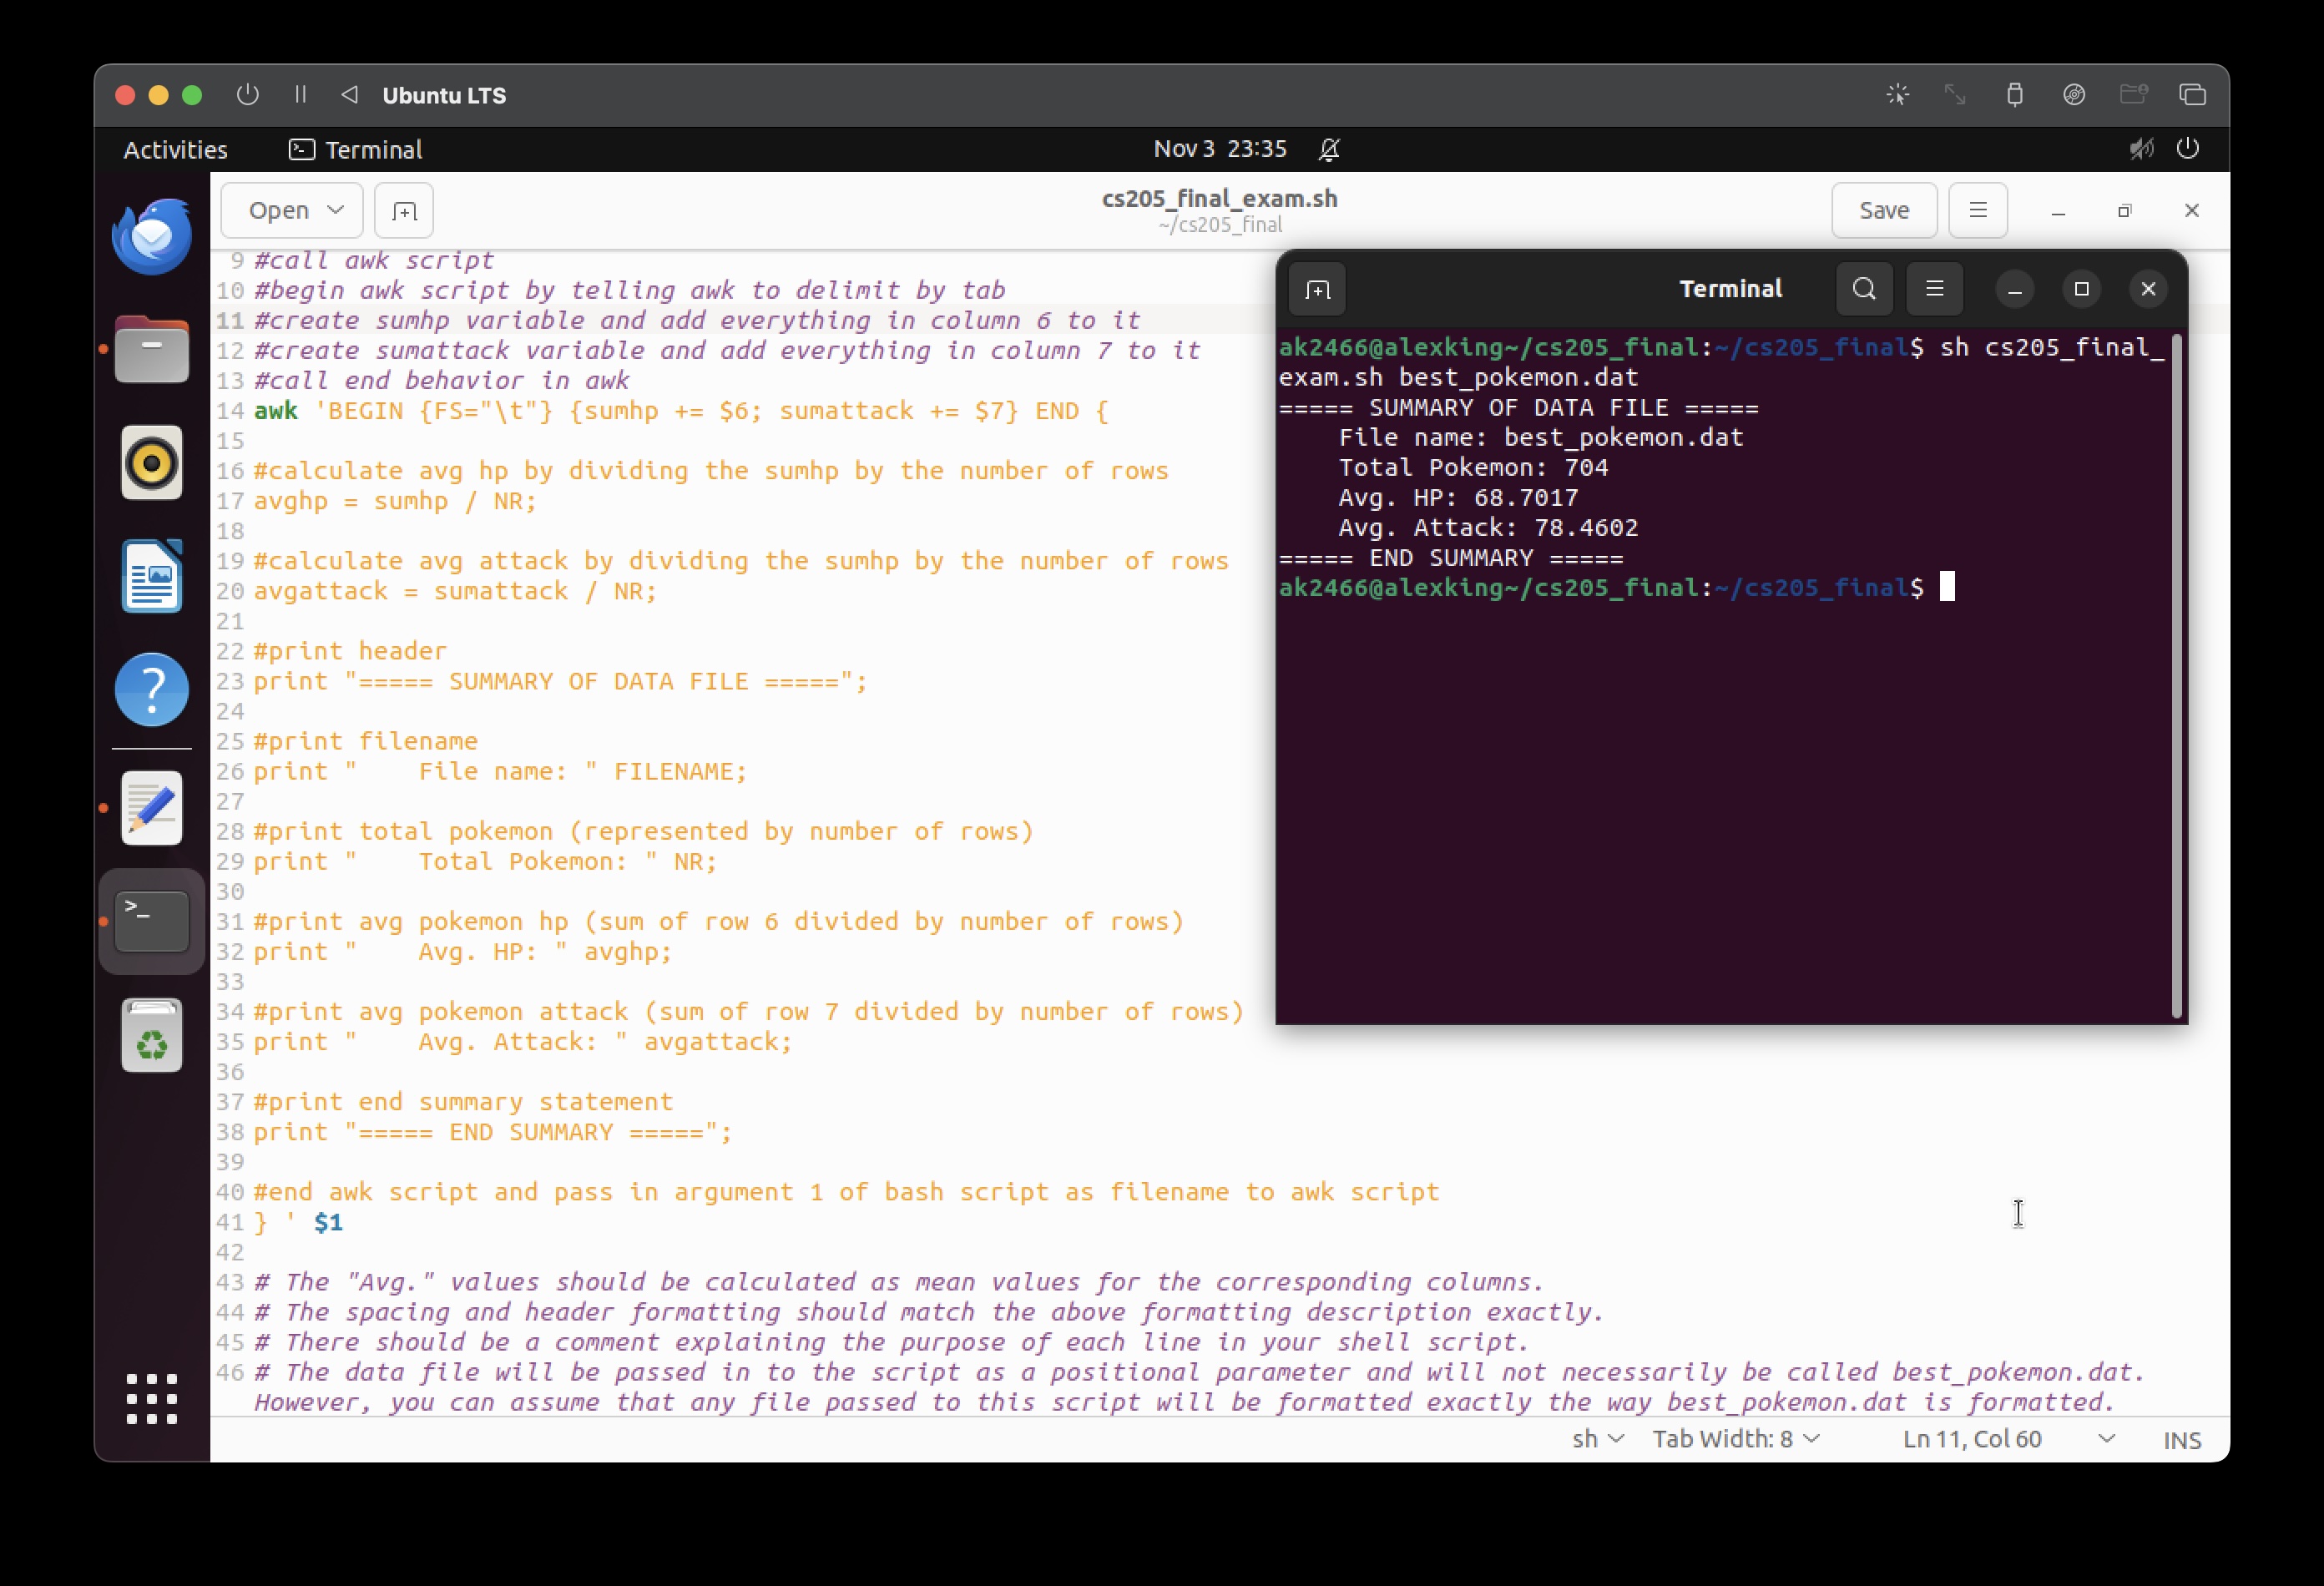 Ubuntu LTS
Activities
Terminal
Nov 3 23:35
Open
cs205_final_exam.sh
~/cs205_final
Save
9 #call awk script
10 #begin awk script by telling awk to delimit by tab
11 #create sumhp variable and add everything in column 6 to it
12 #create sumattack variable and add everything in column 7 to it
13 #call end behavior in awk
14 awk 'BEGIN {FS="\t"} {sumhp += $6; sumattack += $7} END {
15
16 #calculate avg hp by dividing the sumhp by the number of rows
17 avghp = sumhp / NR;
18
19 #calculate avg attack by dividing the sumhp by the number of rows
20 avgattack = sumattack / NR;
21
22 #print header
23 print "===== SUMMARY OF DATA FILE =====";
24
25 #print filename
26 print "    File name: " FILENAME;
27
28 #print total pokemon (represented by number of rows)
29 print "    Total Pokemon: " NR;
30
31 #print avg pokemon hp (sum of row 6 divided by number of rows)
32 print "    Avg. HP: " avghp;
33
34 #print avg pokemon attack (sum of row 7 divided by number of rows)
35 print "    Avg. Attack: " avgattack;
36
37 #print end summary statement
38 print "===== END SUMMARY =====";
39
40 #end awk script and pass in argument 1 of bash script as filename to awk script
41 } ' $1
42
43 # The "Avg." values should be calculated as mean values for the corresponding columns.
44 # The spacing and header formatting should match the above formatting description exactly.
45 # There should be a comment explaining the purpose of each line in your shell script.
46 # The data file will be passed in to the script as a positional parameter and will not necessarily be called best_pokemon.dat.
However, you can assume that any file passed to this script will be formatted exactly the way best_pokemon.dat is formatted.
Terminal
ak2466@alexking~/cs205_final:~/cs205_final$ sh cs205_final_
exam.sh best_pokemon.dat
===== SUMMARY OF DATA FILE =====
    File name: best_pokemon.dat
    Total Pokemon: 704
    Avg. HP: 68.7017
    Avg. Attack: 78.4602
===== END SUMMARY =====
ak2466@alexking~/cs205_final:~/cs205_final$
sh
Tab Width: 8
Ln 11, Col 60
INS